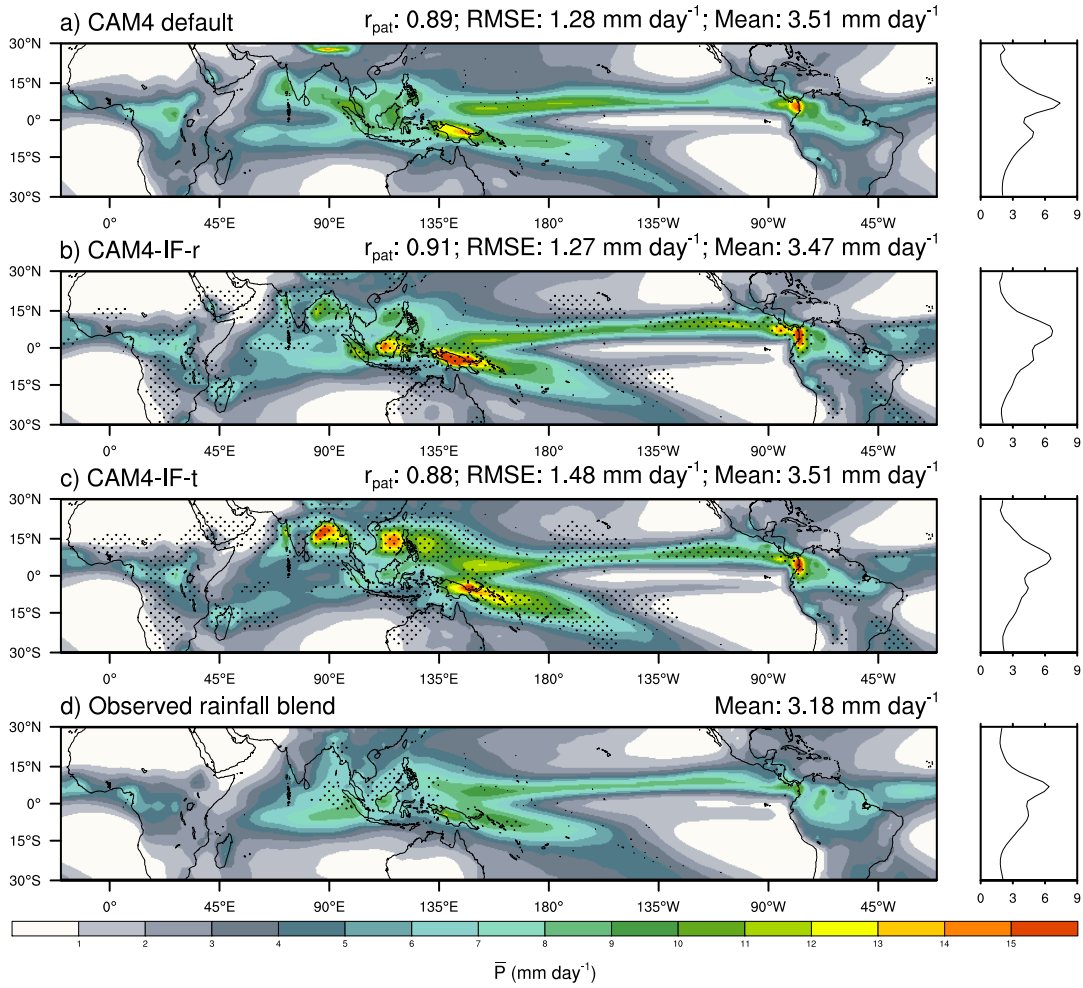 a) CAM4 default r_pat: 0.89; RMSE: 1.28 mm day⁻¹; Mean: 3.51 mm day⁻¹
30°N
15°N
0°
15°S
30°S
0° 45°E 90°E 135°E 180° 135°W 90°W 45°W
0 3 6 9
b) CAM4-IF-r r_pat: 0.91; RMSE: 1.27 mm day⁻¹; Mean: 3.47 mm day⁻¹
30°N
15°N
0°
15°S
30°S
0° 45°E 90°E 135°E 180° 135°W 90°W 45°W
0 3 6 9
c) CAM4-IF-t r_pat: 0.88; RMSE: 1.48 mm day⁻¹; Mean: 3.51 mm day⁻¹
30°N
15°N
0°
15°S
30°S
0° 45°E 90°E 135°E 180° 135°W 90°W 45°W
0 3 6 9
d) Observed rainfall blend Mean: 3.18 mm day⁻¹
30°N
15°N
0°
15°S
30°S
0° 45°E 90°E 135°E 180° 135°W 90°W 45°W
0 3 6 9
1 2 3 4 5 6 7 8 9 10 11 12 13 14 15
P̅ (mm day⁻¹)